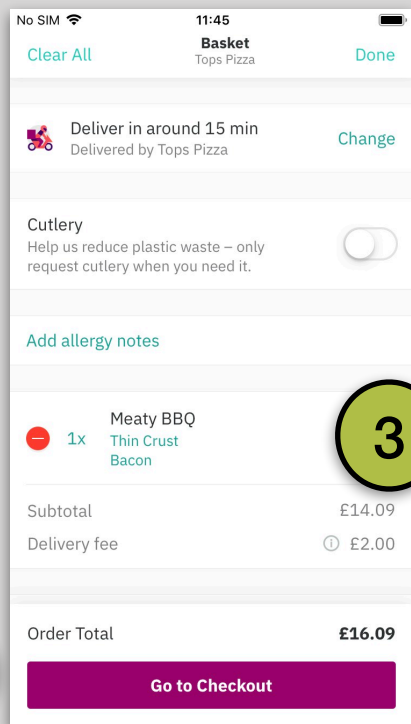 No SIM 11:45
Clear All Basket Done
Tops Pizza
Deliver in around 15 min
Delivered by Tops Pizza
Change
Cutlery
Help us reduce plastic waste – only
request cutlery when you need it.
Add allergy notes
1x Meaty BBQ
Thin Crust
Bacon
3
Subtotal £14.09
Delivery fee £2.00
Order Total £16.09
Go to Checkout